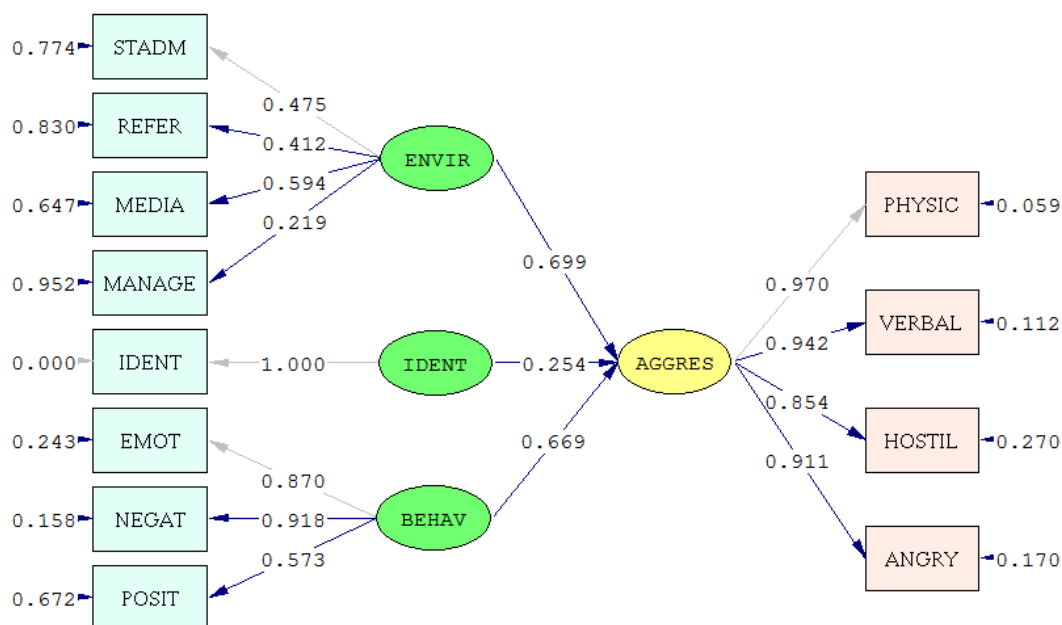 0.774 STADM
0.475
0.830 REFER
0.412
ENVIR
0.594
0.647 MEDIA
PHYSIC 0.059
0.219
0.699
0.952 MANAGE
0.970
VERBAL 0.112
0.942
0.000 IDENT 1.000 IDENT 0.254 AGGRES
0.854
0.243 EMOT
0.669
HOSTIL 0.270
0.911
0.870
0.158 NEGAT 0.918 BEHAV
0.573
ANGRY 0.170
0.672 POSIT